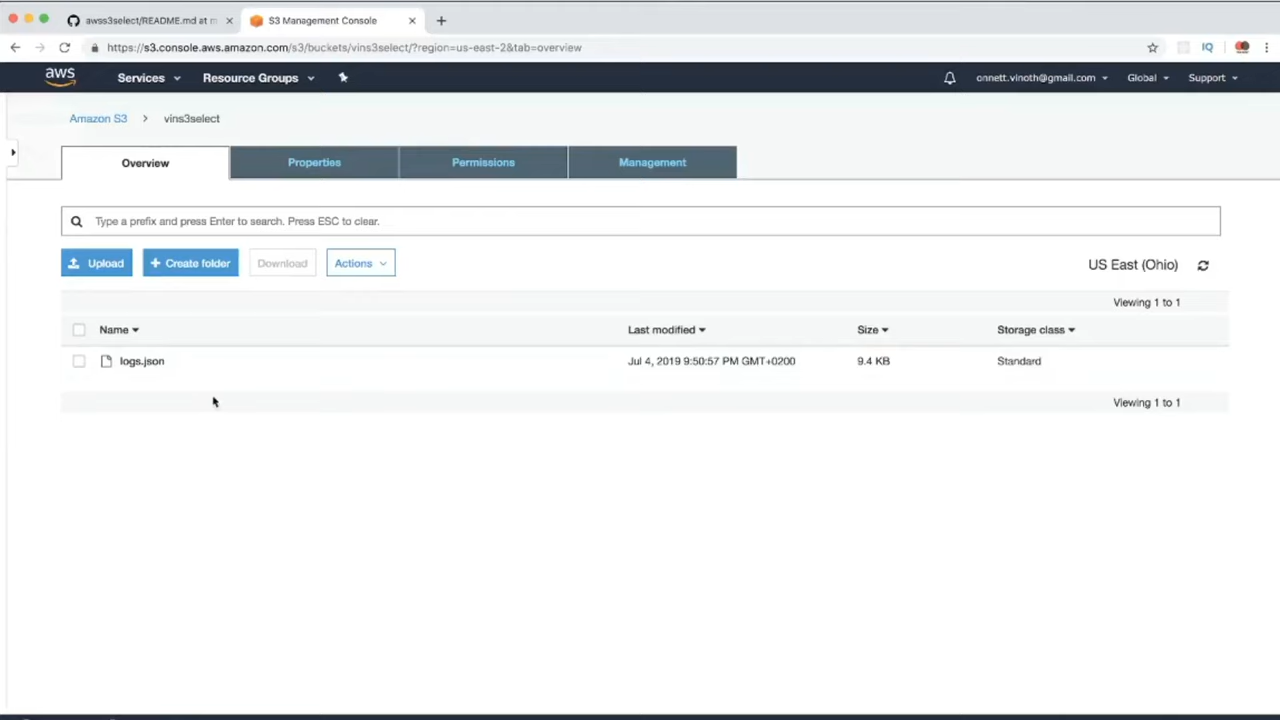 awss3select/README.md at m
S3 Management Console
https://s3.console.aws.amazon.com/s3/buckets/vins3select/?region=us-east-2&tab=overview
IQ
aws Services Resource Groups onnett.vinoth@gmail.com Global Support
Amazon S3 > vins3select
Overview Properties Permissions Management
Type a prefix and press Enter to search. Press ESC to clear.
Upload + Create folder Download Actions US East (Ohio)
Viewing 1 to 1
Name Last modified Size Storage class
logs.json Jul 4, 2019 9:50:57 PM GMT+0200 9.4 KB Standard
Viewing 1 to 1